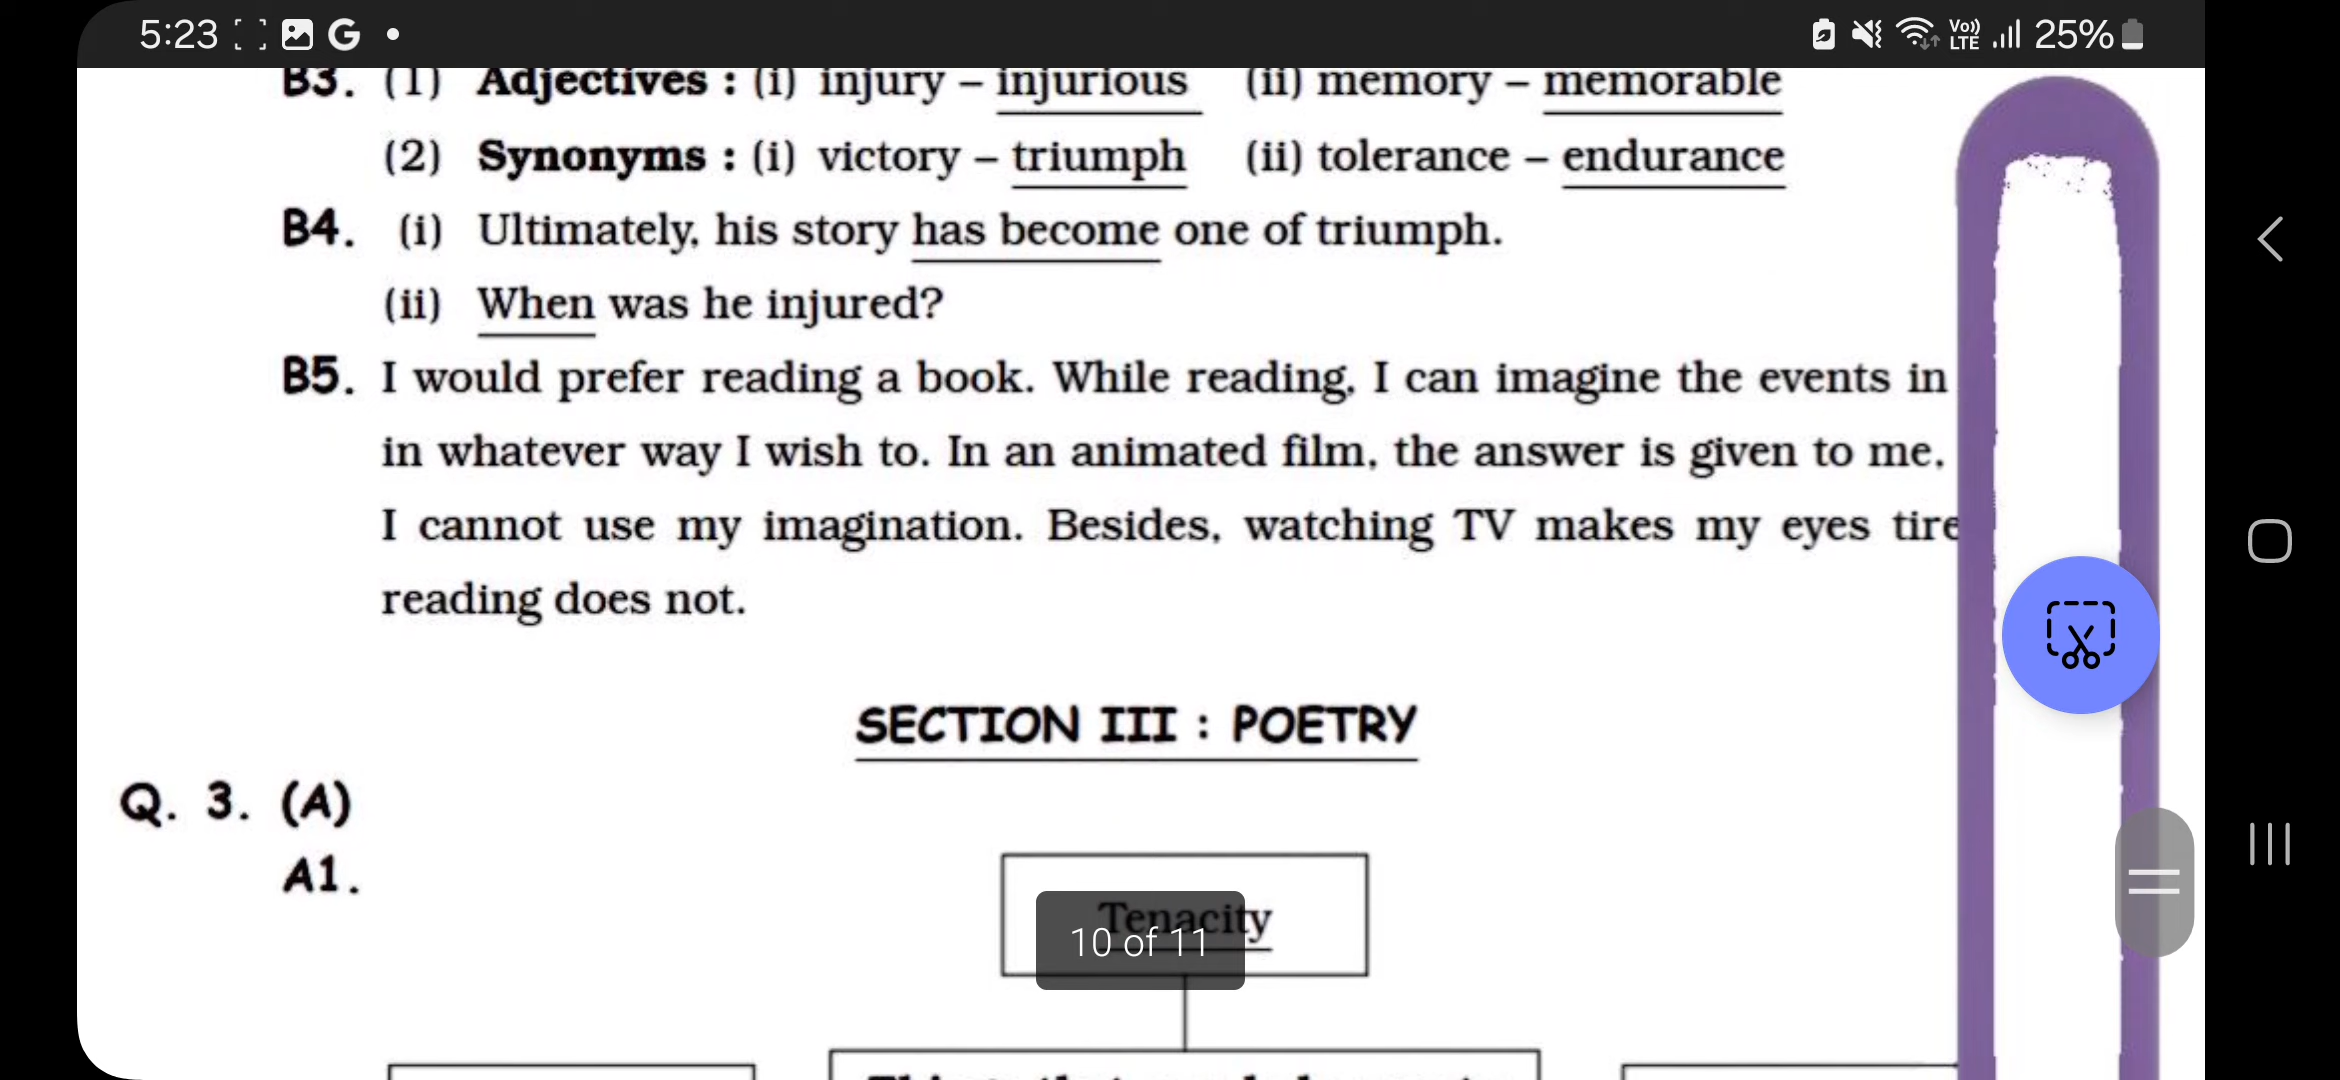 5:23 G 25%
Vo)) LTE
B3. (1) Adjectives : (i) injury – injurious (ii) memory – memorable
(2) Synonyms : (i) victory – triumph (ii) tolerance – endurance
B4. (i) Ultimately, his story has become one of triumph.
(ii) When was he injured?
B5. I would prefer reading a book. While reading, I can imagine the events in
in whatever way I wish to. In an animated film, the answer is given to me.
I cannot use my imagination. Besides, watching TV makes my eyes tire
reading does not.
SECTION III : POETRY
Q. 3. (A)
A1.
Tenacity
10 of 11